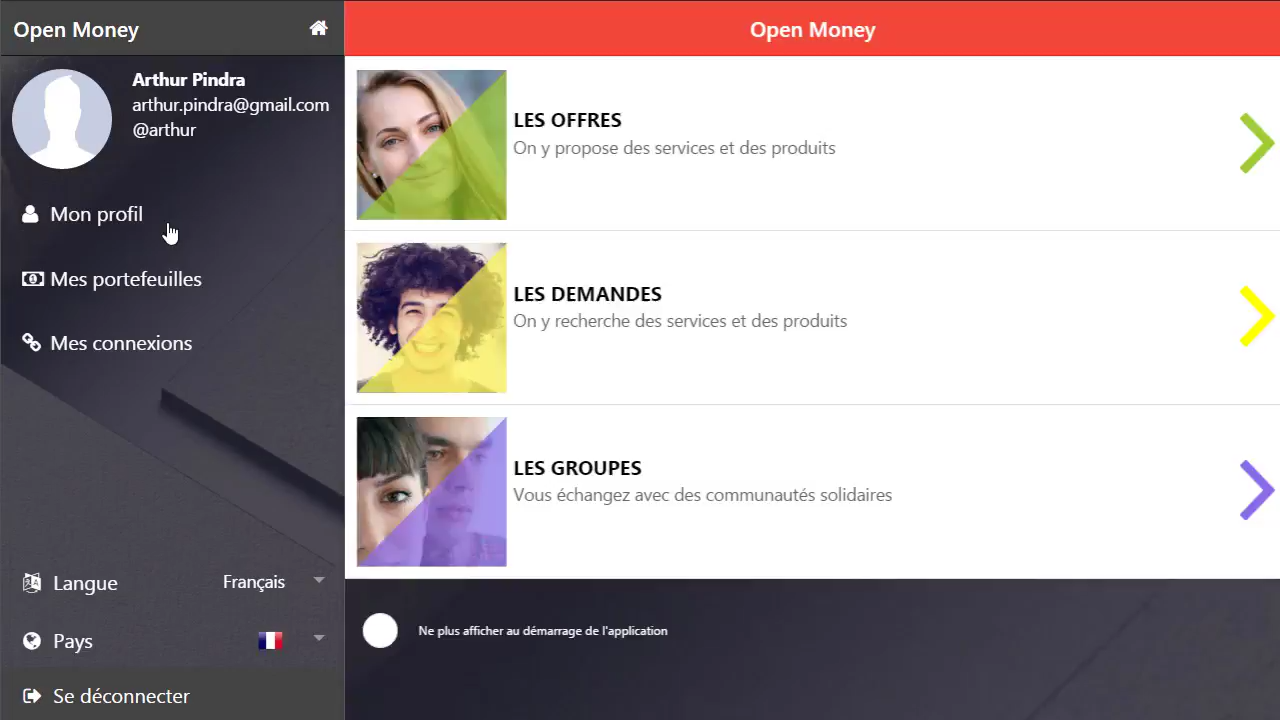 Open Money
Arthur Pindra
arthur.pindra@gmail.com
@arthur
Mon profil
Mes portefeuilles
Mes connexions
Langue Français
Pays
Se déconnecter
Open Money
LES OFFRES
On y propose des services et des produits
LES DEMANDES
On y recherche des services et des produits
LES GROUPES
Vous échangez avec des communautés solidaires
Ne plus afficher au démarrage de l'application